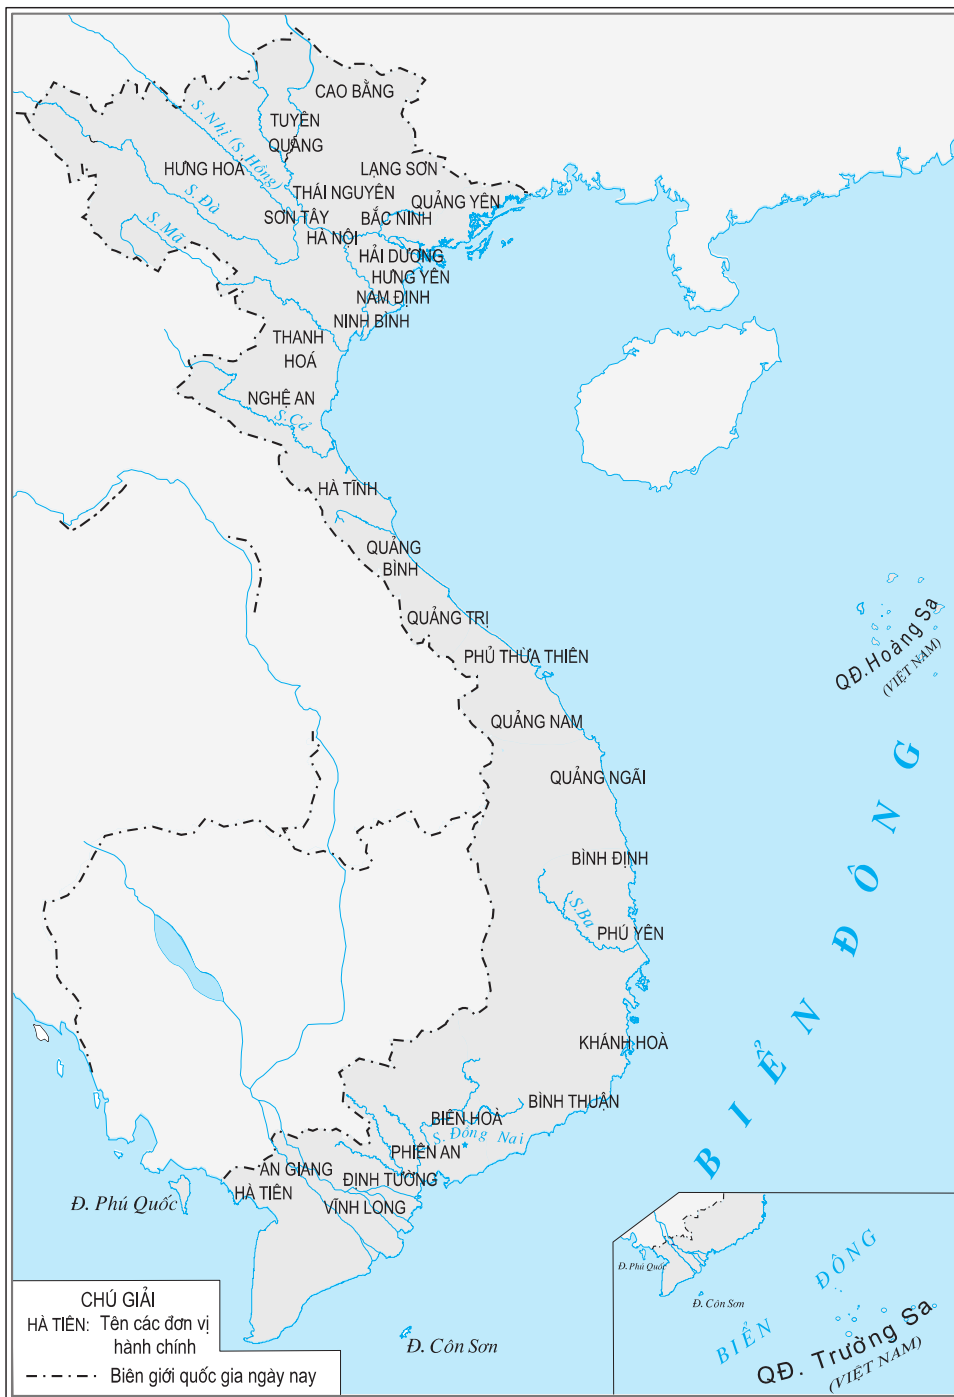 CAO BẰNG
TUYÊN
QUANG
S. Nhị (S. Hồng)
HƯNG HOÁ
LẠNG SƠN
THÁI NGUYÊN
QUẢNG YÊN
S. Đà
SƠN TÂY
BẮC NINH
S. Mã
HÀ NỘI
HẢI DƯƠNG
HƯNG YÊN
NAM ĐỊNH
NINH BÌNH
THANH
HOÁ
NGHỆ AN
S. Cả
HÀ TĨNH
QUẢNG
BÌNH
QUẢNG TRỊ
QĐ.Hoàng Sa
(VIỆT NAM)
PHỦ THỪA THIÊN
QUẢNG NAM
QUẢNG NGÃI
BÌNH ĐỊNH
S.Ba
PHÚ YÊN
BIỂN ĐÔNG
KHÁNH HOÀ
BÌNH THUẬN
BIÊN HOÀ
S. Đồng Nai
PHIÊN AN
AN GIANG
ĐỊNH TƯỜNG
HÀ TIÊN
VĨNH LONG
Đ. Phú Quốc
Đ. Côn Sơn
Đ. Phú Quốc
Đ. Côn Sơn
BIỂN ĐÔNG
QĐ. Trường Sa
(VIỆT NAM)
CHÚ GIẢI
HÀ TIÊN: Tên các đơn vị
hành chính
Biên giới quốc gia ngày nay